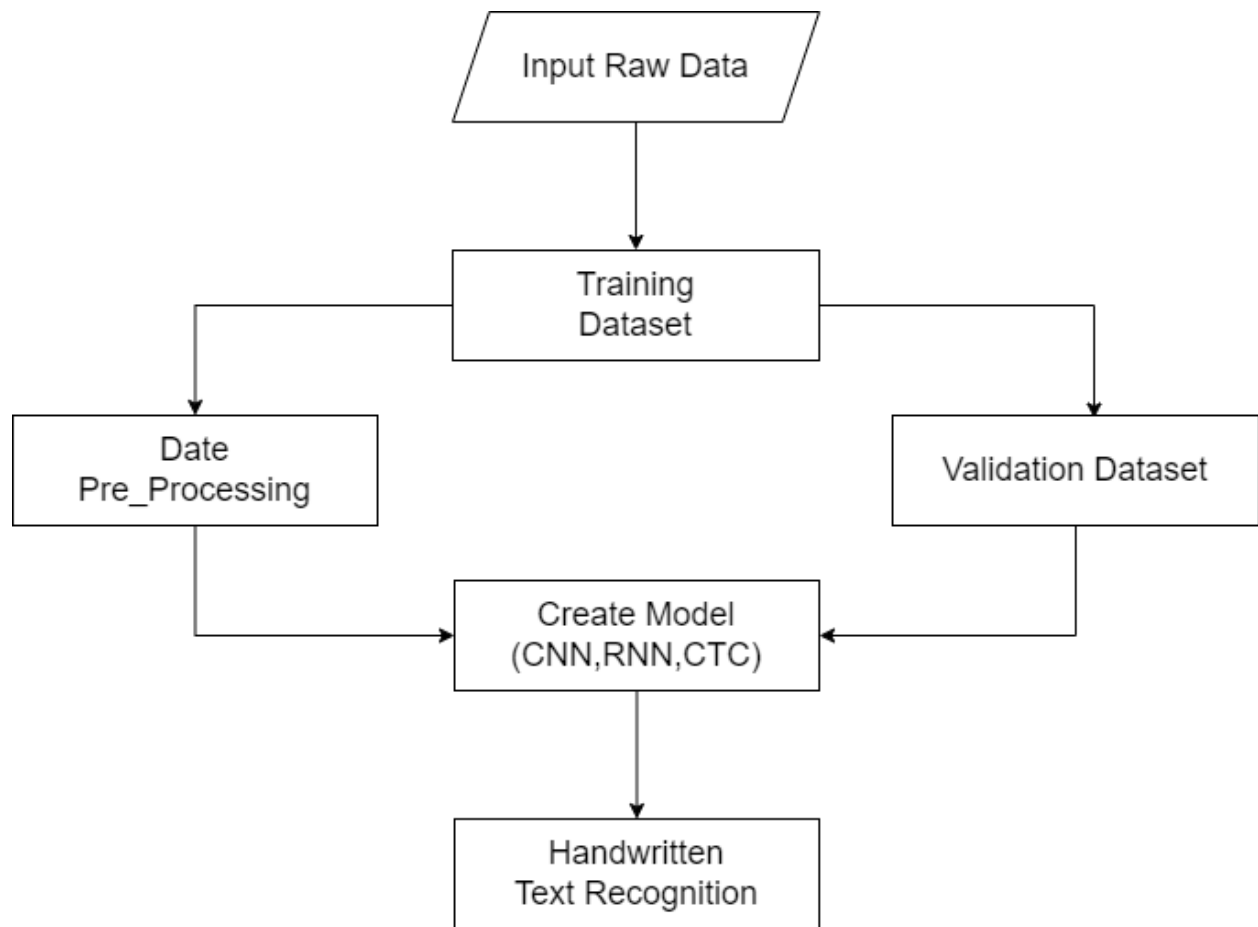 Input Raw Data
Training
Dataset
Date
Pre_Processing
Validation Dataset
Create Model
(CNN,RNN,CTC)
Handwritten
Text Recognition